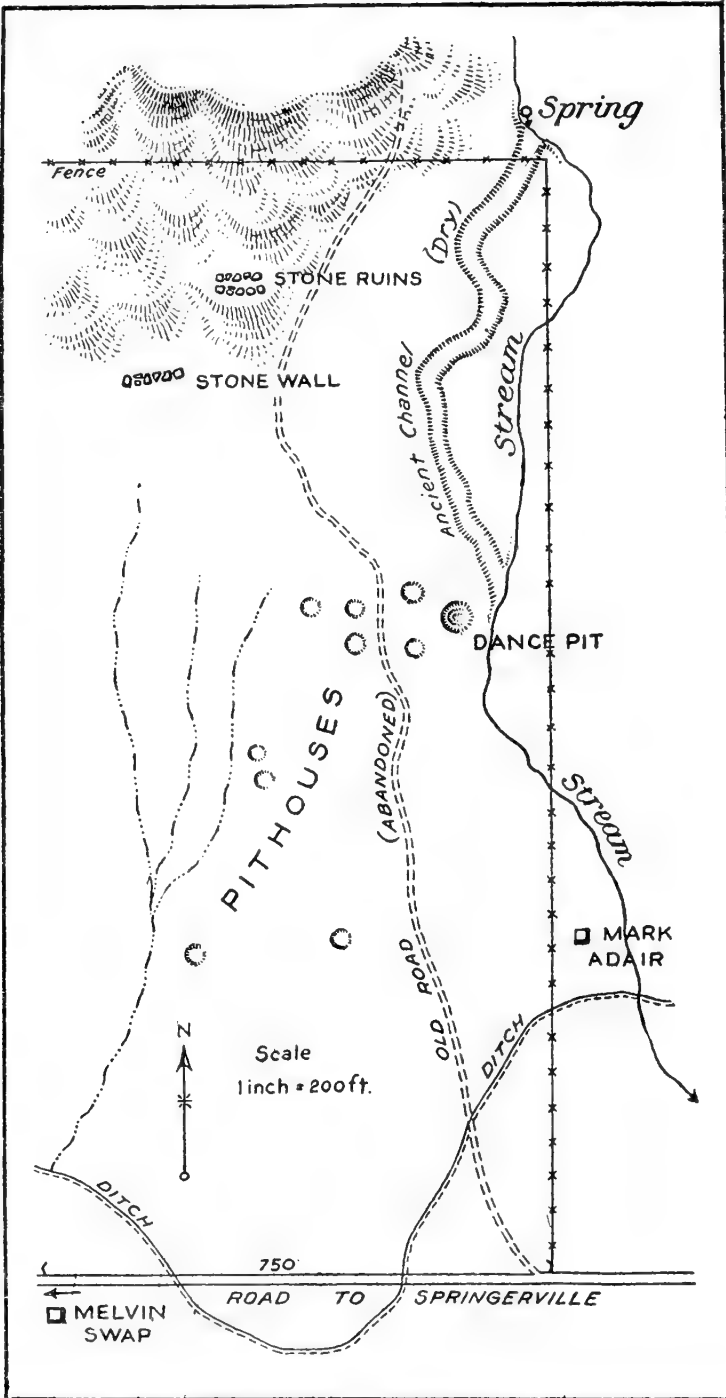 Spring
Fence
(Dry)
STONE RUINS
Stream
Ancient Channel
STONE WALL
DANCE PIT
PITHOUSES
(ABANDONED)
Stream
MARK
ADAIR
OLD ROAD
DITCH
N
Scale
1 inch = 200 ft.
DITCH
750'
ROAD TO SPRINGERVILLE
MELVIN
SWAP